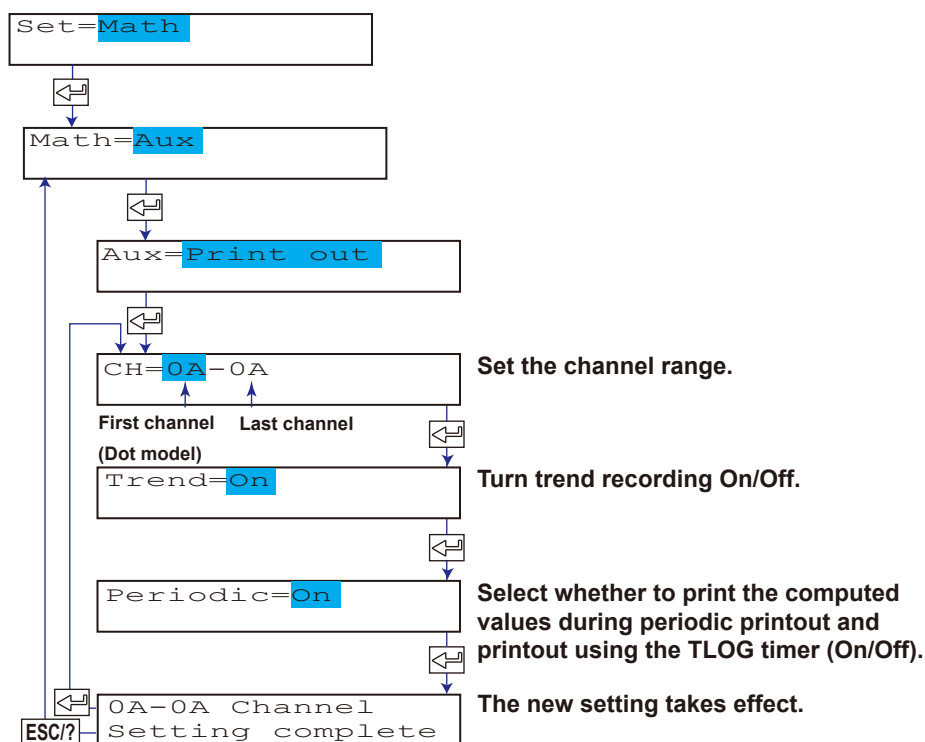 Set=Math
Math=Aux
Aux=Print out
CH=0A-0A
Set the channel range.
First channel
Last channel
(Dot model)
Trend=On
Turn trend recording On/Off.
Periodic=On
Select whether to print the computed
values during periodic printout and
printout using the TLOG timer (On/Off).
0A-0A Channel
Setting complete
The new setting takes effect.
ESC/?